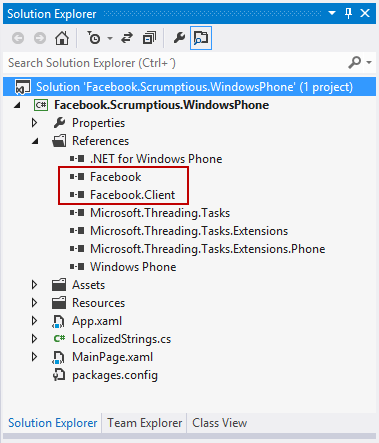 Solution Explorer
Search Solution Explorer (Ctrl+´)
Solution 'Facebook.Scrumptious.WindowsPhone' (1 project)
C# Facebook.Scrumptious.WindowsPhone
Properties
References
.NET for Windows Phone
Facebook
Facebook.Client
Microsoft.Threading.Tasks
Microsoft.Threading.Tasks.Extensions
Microsoft.Threading.Tasks.Extensions.Phone
Windows Phone
Assets
Resources
App.xaml
C# LocalizedStrings.cs
MainPage.xaml
packages.config
Solution Explorer Team Explorer Class View